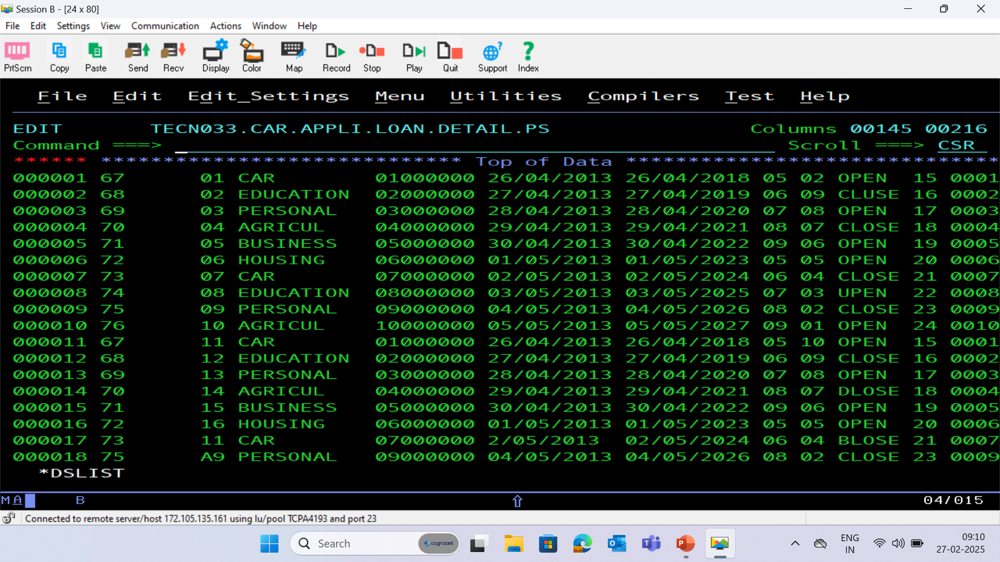 Session B - [24 x 80]
File Edit Settings View Communication Actions Window Help
PrtScrn Copy Paste Send Recv Display Color Map Record Stop Play Quit Support Index
File Edit Edit_Settings Menu Utilities Compilers Test Help
EDIT TECN033.CAR.APPLI.LOAN.DETAIL.PS Columns 00145 00216
Command ===> Scroll ===> CSR
****** ***************************** Top of Data ******************************
000001 67 01 CAR 01000000 26/04/2013 26/04/2018 05 02 OPEN 15 0001
000002 68 02 EDUCATION 02000000 27/04/2013 27/04/2019 06 09 CLUSE 16 0002
000003 69 03 PERSONAL 03000000 28/04/2013 28/04/2020 07 08 OPEN 17 0003
000004 70 04 AGRICUL 04000000 29/04/2013 29/04/2021 08 07 CLOSE 18 0004
000005 71 05 BUSINESS 05000000 30/04/2013 30/04/2022 09 06 OPEN 19 0005
000006 72 06 HOUSING 06000000 01/05/2013 01/05/2023 05 05 OPEN 20 0006
000007 73 07 CAR 07000000 02/05/2013 02/05/2024 06 04 CLOSE 21 0007
000008 74 08 EDUCATION 08000000 03/05/2013 03/05/2025 07 03 UPEN 22 0008
000009 75 09 PERSONAL 09000000 04/05/2013 04/05/2026 08 02 CLOSE 23 0009
000010 76 10 AGRICUL 10000000 05/05/2013 05/05/2027 09 01 OPEN 24 0010
000011 67 11 CAR 01000000 26/04/2013 26/04/2018 05 10 OPEN 15 0001
000012 68 12 EDUCATION 02000000 27/04/2013 27/04/2019 06 09 CLOSE 16 0002
000013 69 13 PERSONAL 03000000 28/04/2013 28/04/2020 07 08 OPEN 17 0003
000014 70 14 AGRICUL 04000000 29/04/2013 29/04/2021 08 07 DLOSE 18 0004
000015 71 15 BUSINESS 05000000 30/04/2013 30/04/2022 09 06 OPEN 19 0005
000016 72 16 HOUSING 06000000 01/05/2013 01/05/2023 05 05 OPEN 20 0006
000017 73 11 CAR 07000000 2/05/2013 02/05/2024 06 04 BLOSE 21 0007
000018 75 A9 PERSONAL 09000000 04/05/2013 04/05/2026 08 02 CLOSE 23 0009
*DSLIST
MA B 04/015
Connected to remote server/host 172.105.135.161 using lu/pool TCPA4193 and port 23
Search cognizant ENG 09:10
IN 27-02-2025